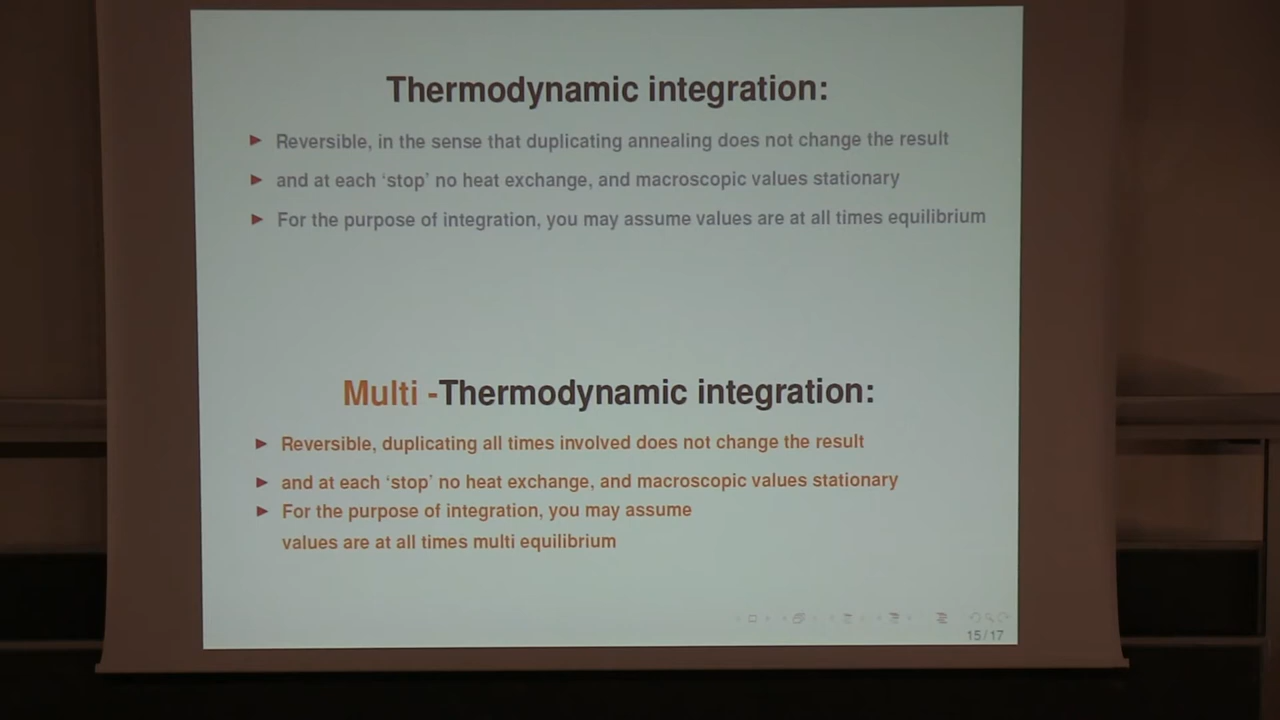 Thermodynamic integration:
Reversible, in the sense that duplicating annealing does not change the result
and at each ‘stop’ no heat exchange, and macroscopic values stationary
For the purpose of integration, you may assume values are at all times equilibrium
Multi -Thermodynamic integration:
Reversible, duplicating all times involved does not change the result
and at each ‘stop’ no heat exchange, and macroscopic values stationary
For the purpose of integration, you may assume
values are at all times multi equilibrium
15/17